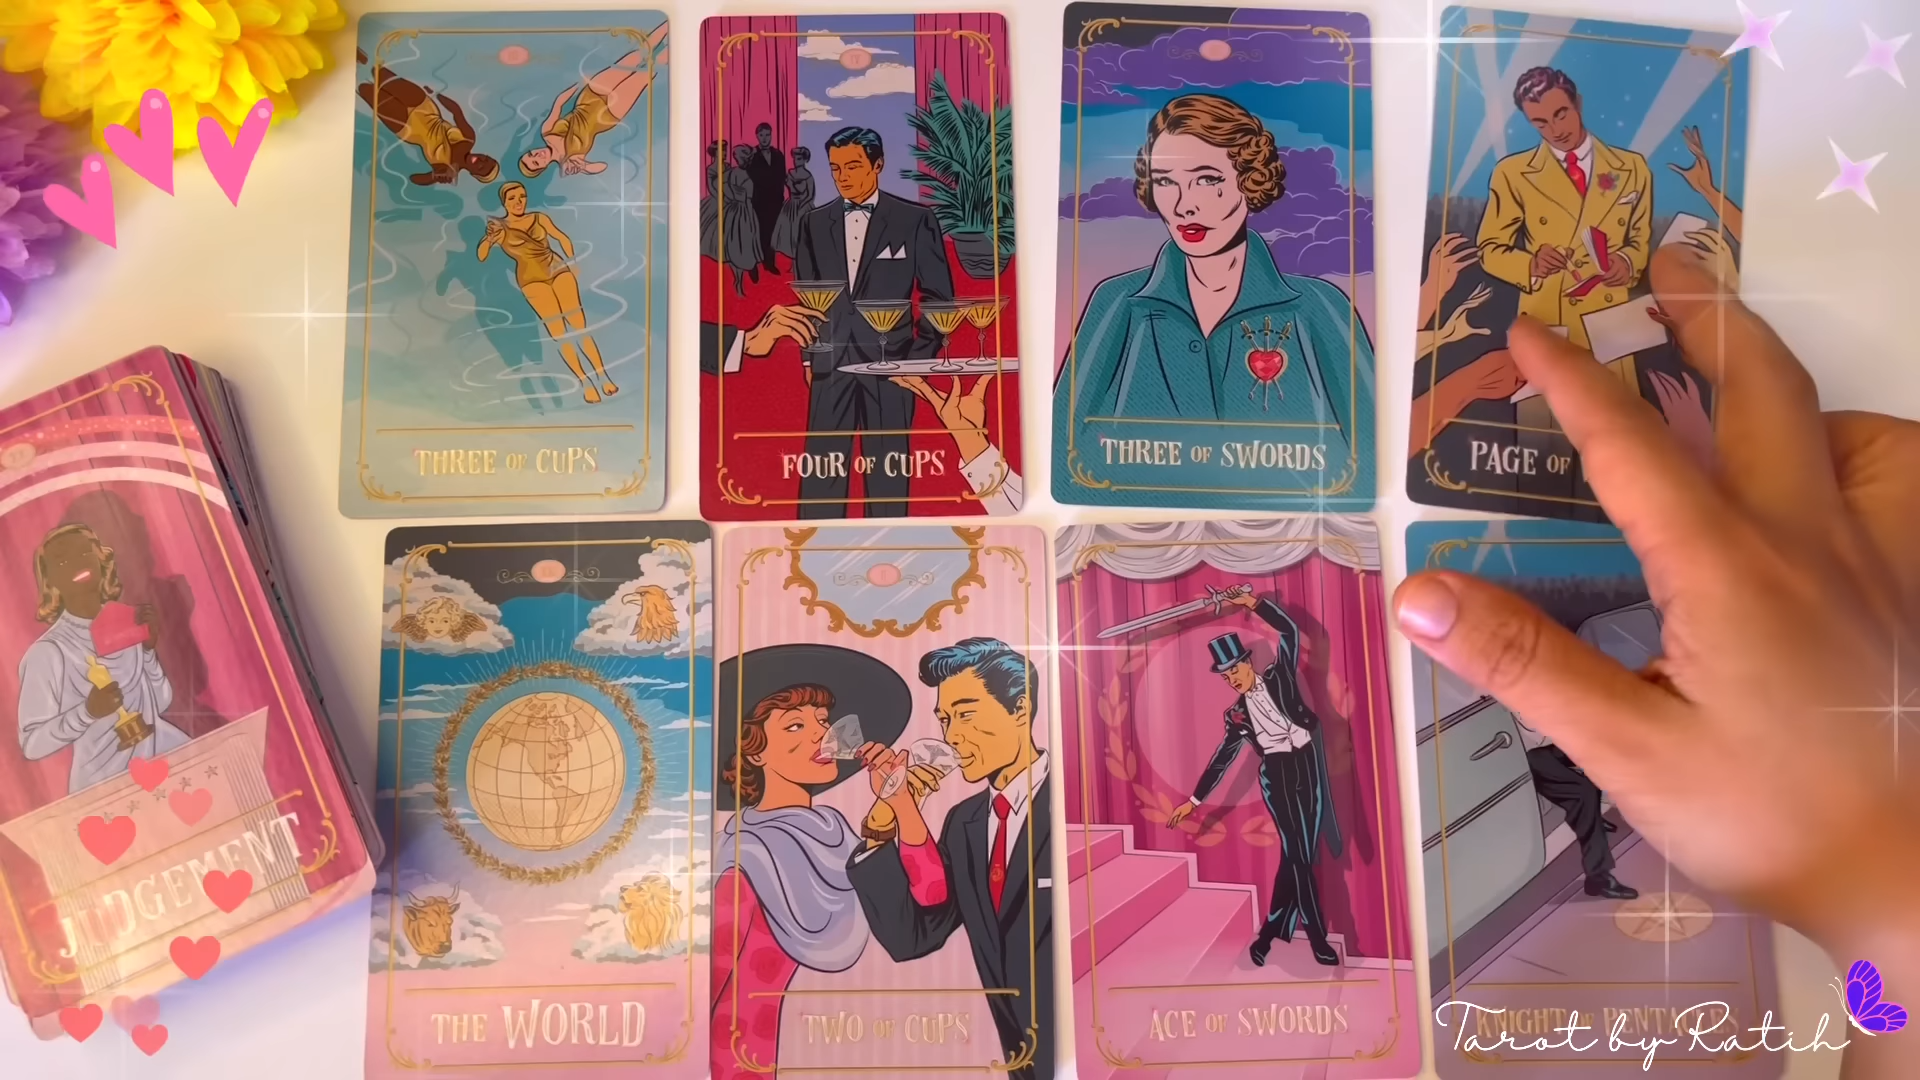 THREE OF CUPS
FOUR OF CUPS
THREE OF SWORDS
PAGE OF
JUDGEMENT
THE WORLD
TWO OF CUPS
ACE OF SWORDS
KNIGHT OF PENTACLES
Tarot by Ratih